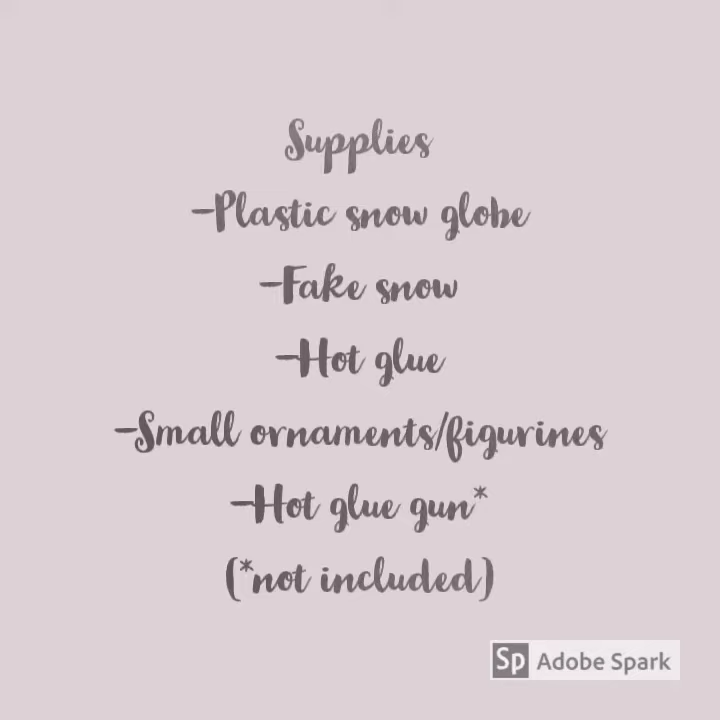 Supplies
-Plastic snow globe
-Fake snow
-Hot glue
-Small ornaments/figurines
-Hot glue gun*
(*not included)
Sp Adobe Spark